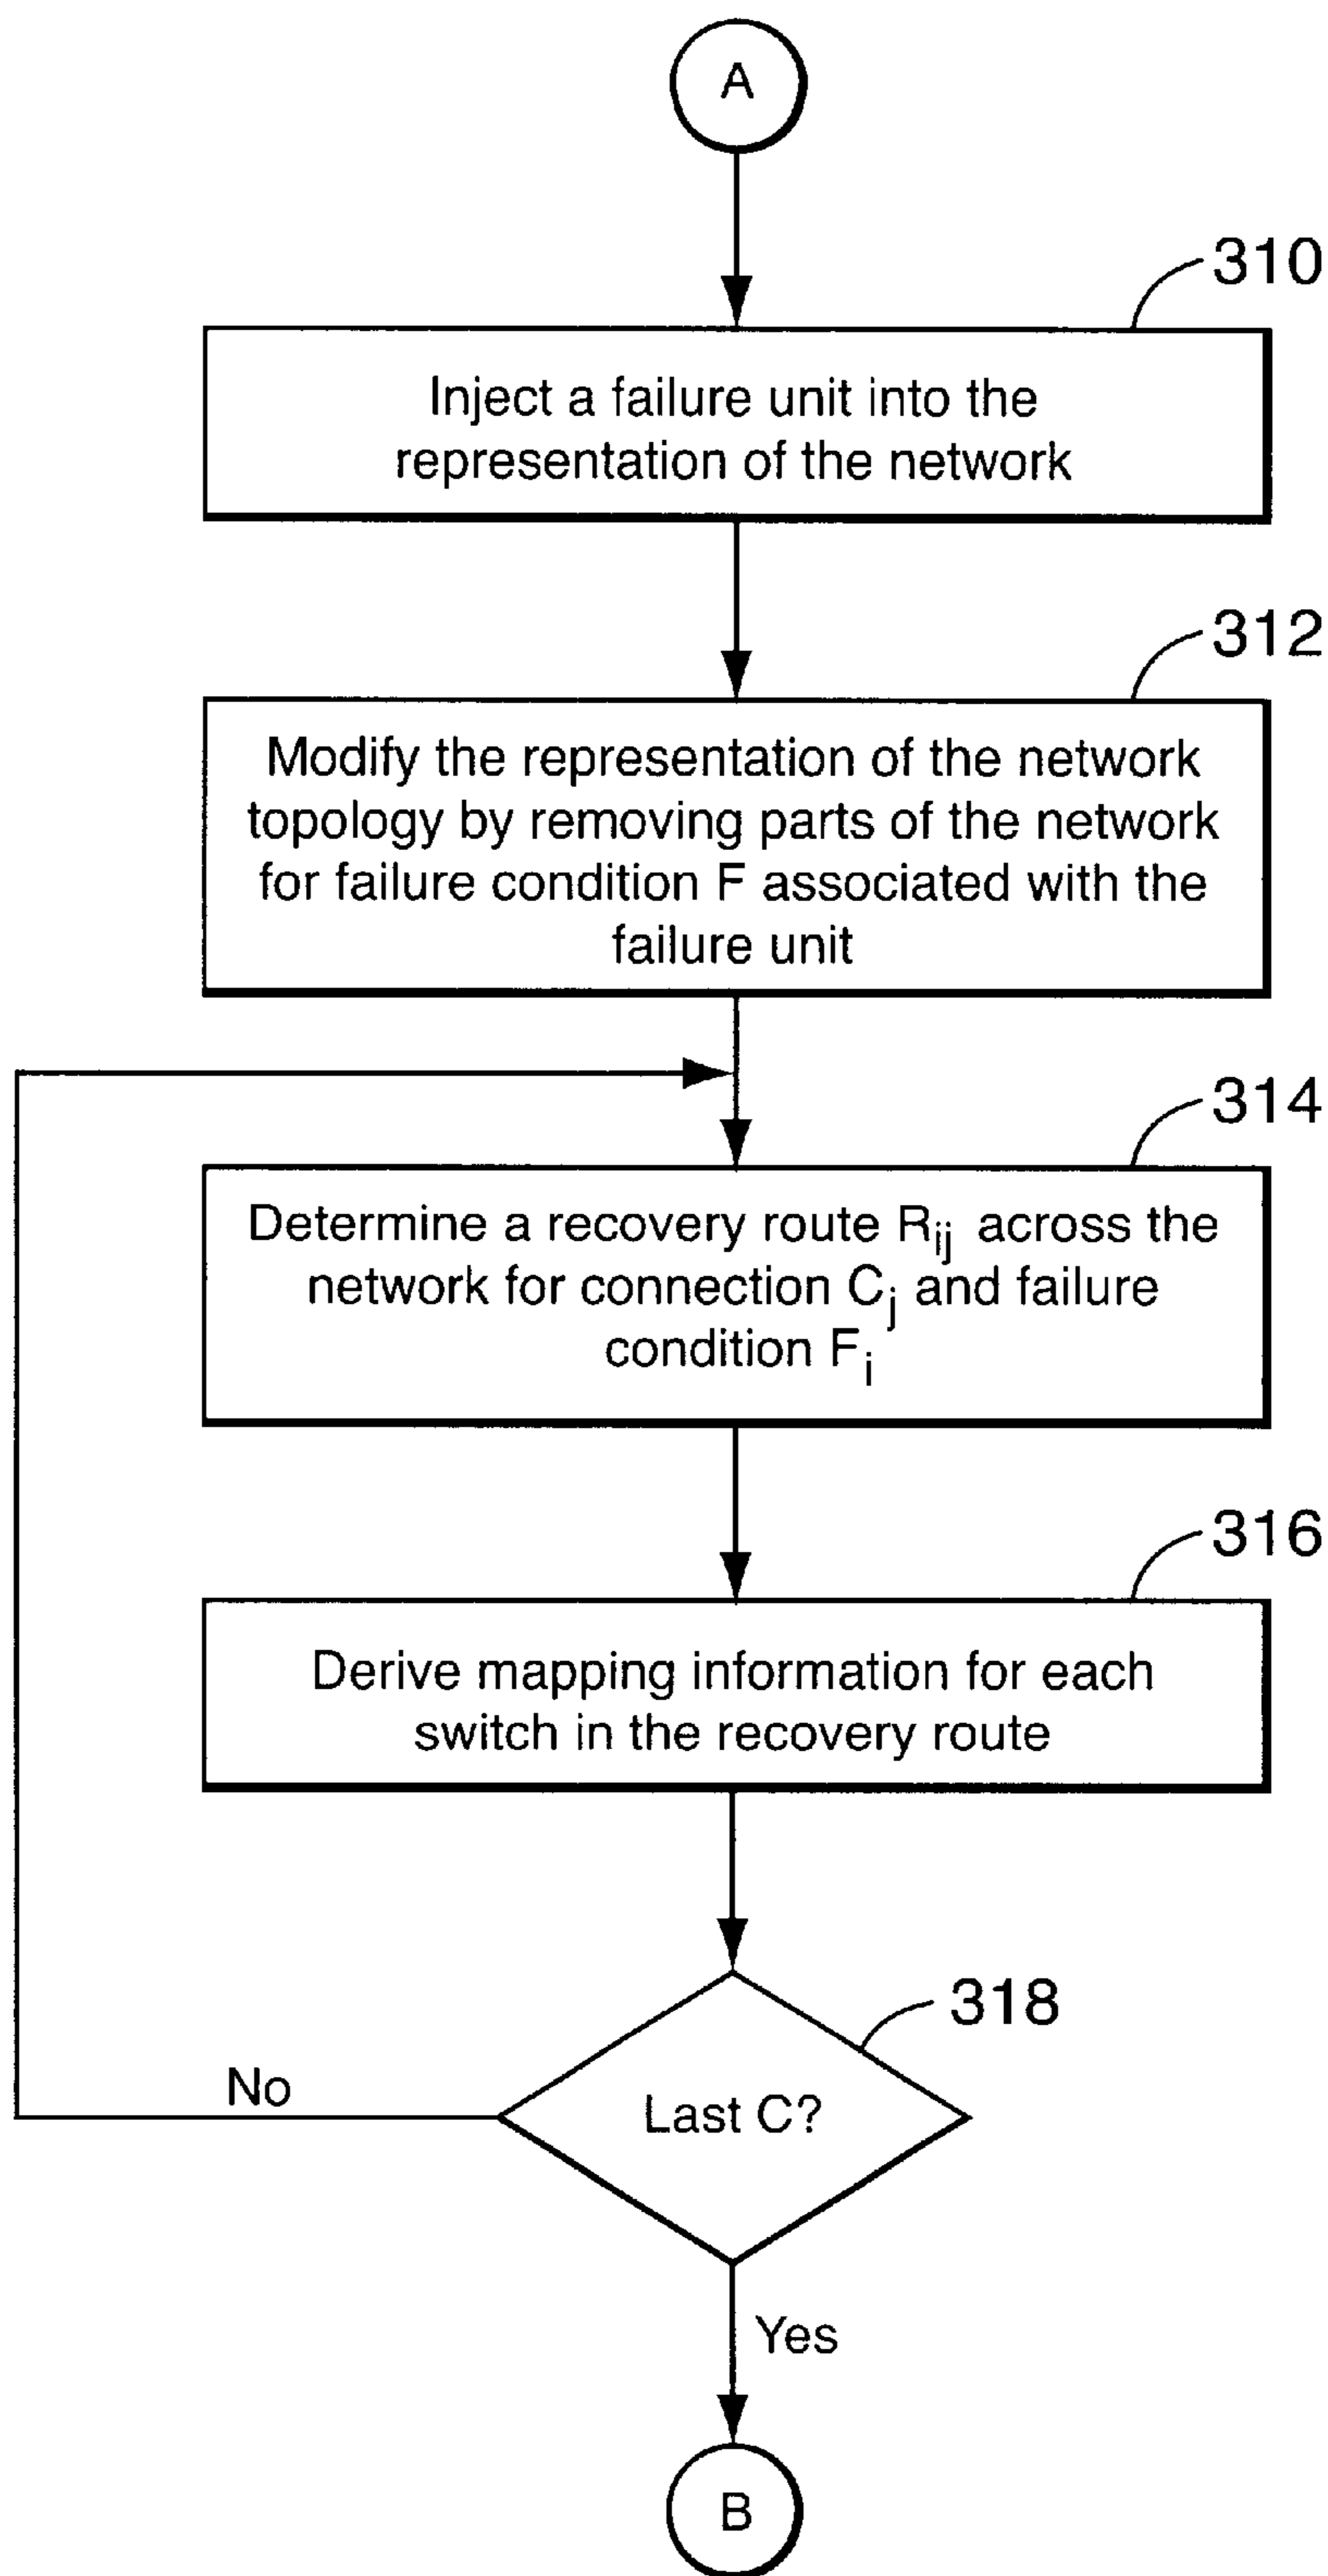 A
310
Inject a failure unit into the
representation of the network
312
Modify the representation of the network
topology by removing parts of the network
for failure condition F associated with the
failure unit
314
Determine a recovery route R_ij across the
network for connection C_j and failure
condition F_i
316
Derive mapping information for each
switch in the recovery route
318
Last C?
No
Yes
B